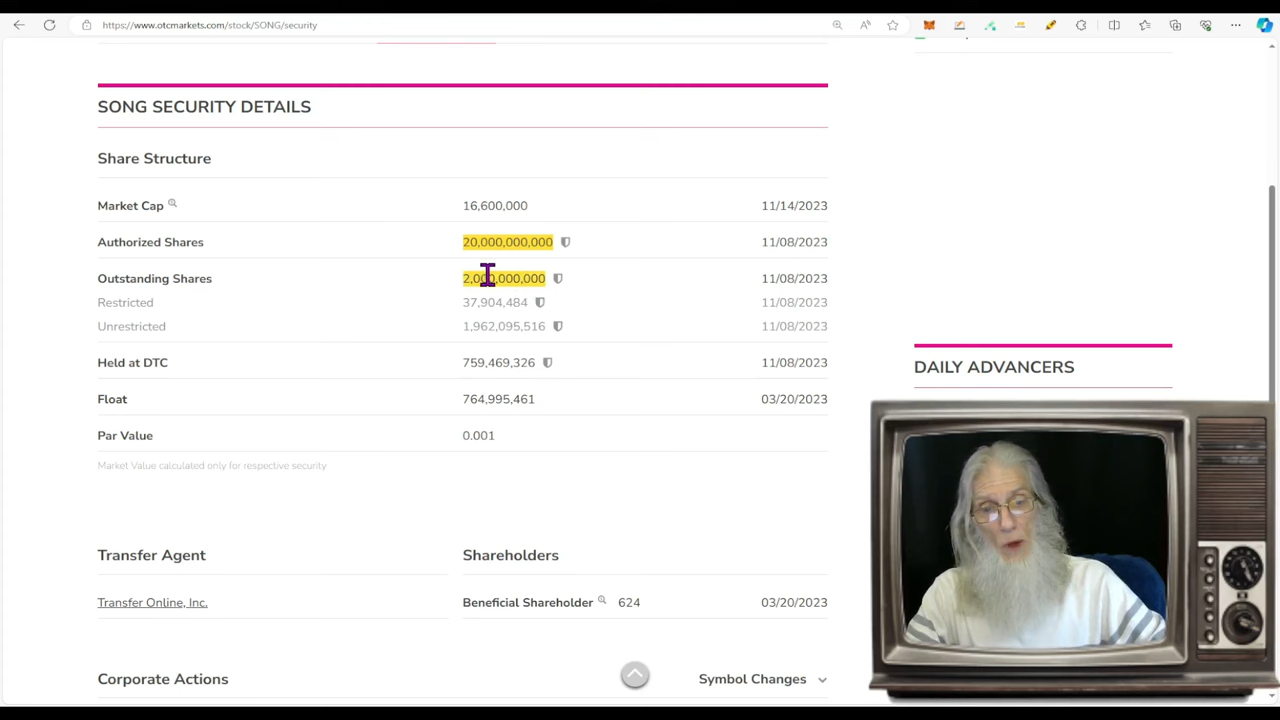 https://www.otcmarkets.com/stock/SONG/security
SONG SECURITY DETAILS
Share Structure
Market Cap 16,600,000 11/14/2023
Authorized Shares 20,000,000,000 11/08/2023
Outstanding Shares 2,000,000,000 11/08/2023
Restricted 37,904,484 11/08/2023
Unrestricted 1,962,095,516 11/08/2023
Held at DTC 759,469,326 11/08/2023
Float 764,995,461 03/20/2023
Par Value 0.001
Market Value calculated only for respective security
DAILY ADVANCERS
Transfer Agent Shareholders
Transfer Online, Inc. Beneficial Shareholder 624 03/20/2023
Corporate Actions Symbol Changes